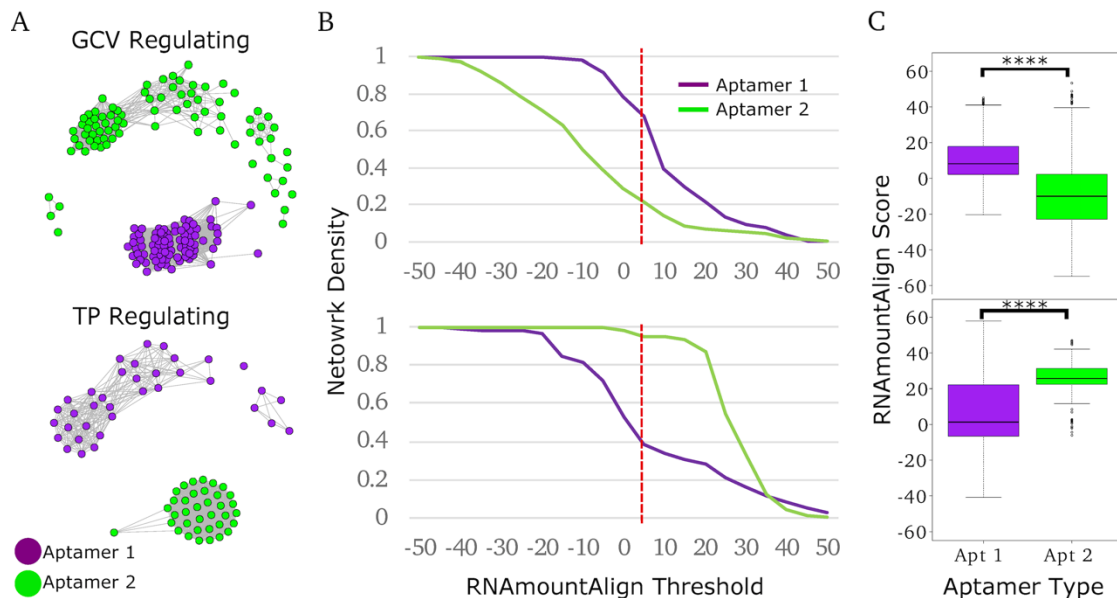 A
GCV Regulating
TP Regulating
Aptamer 1
Aptamer 2
B
Netowrk Density
1
0.8
0.6
0.4
0.2
0
Aptamer 1
Aptamer 2
-50 -40 -30 -20 -10 0 10 20 30 40 50
1
0.8
0.6
0.4
0.2
0
-50 -40 -30 -20 -10 0 10 20 30 40 50
RNAmountAlign Threshold
C
RNAmountAlign Score
60
40
20
0
-20
-40
-60
****
60
40
20
0
-20
-40
-60
****
Apt 1 Apt 2
Aptamer Type